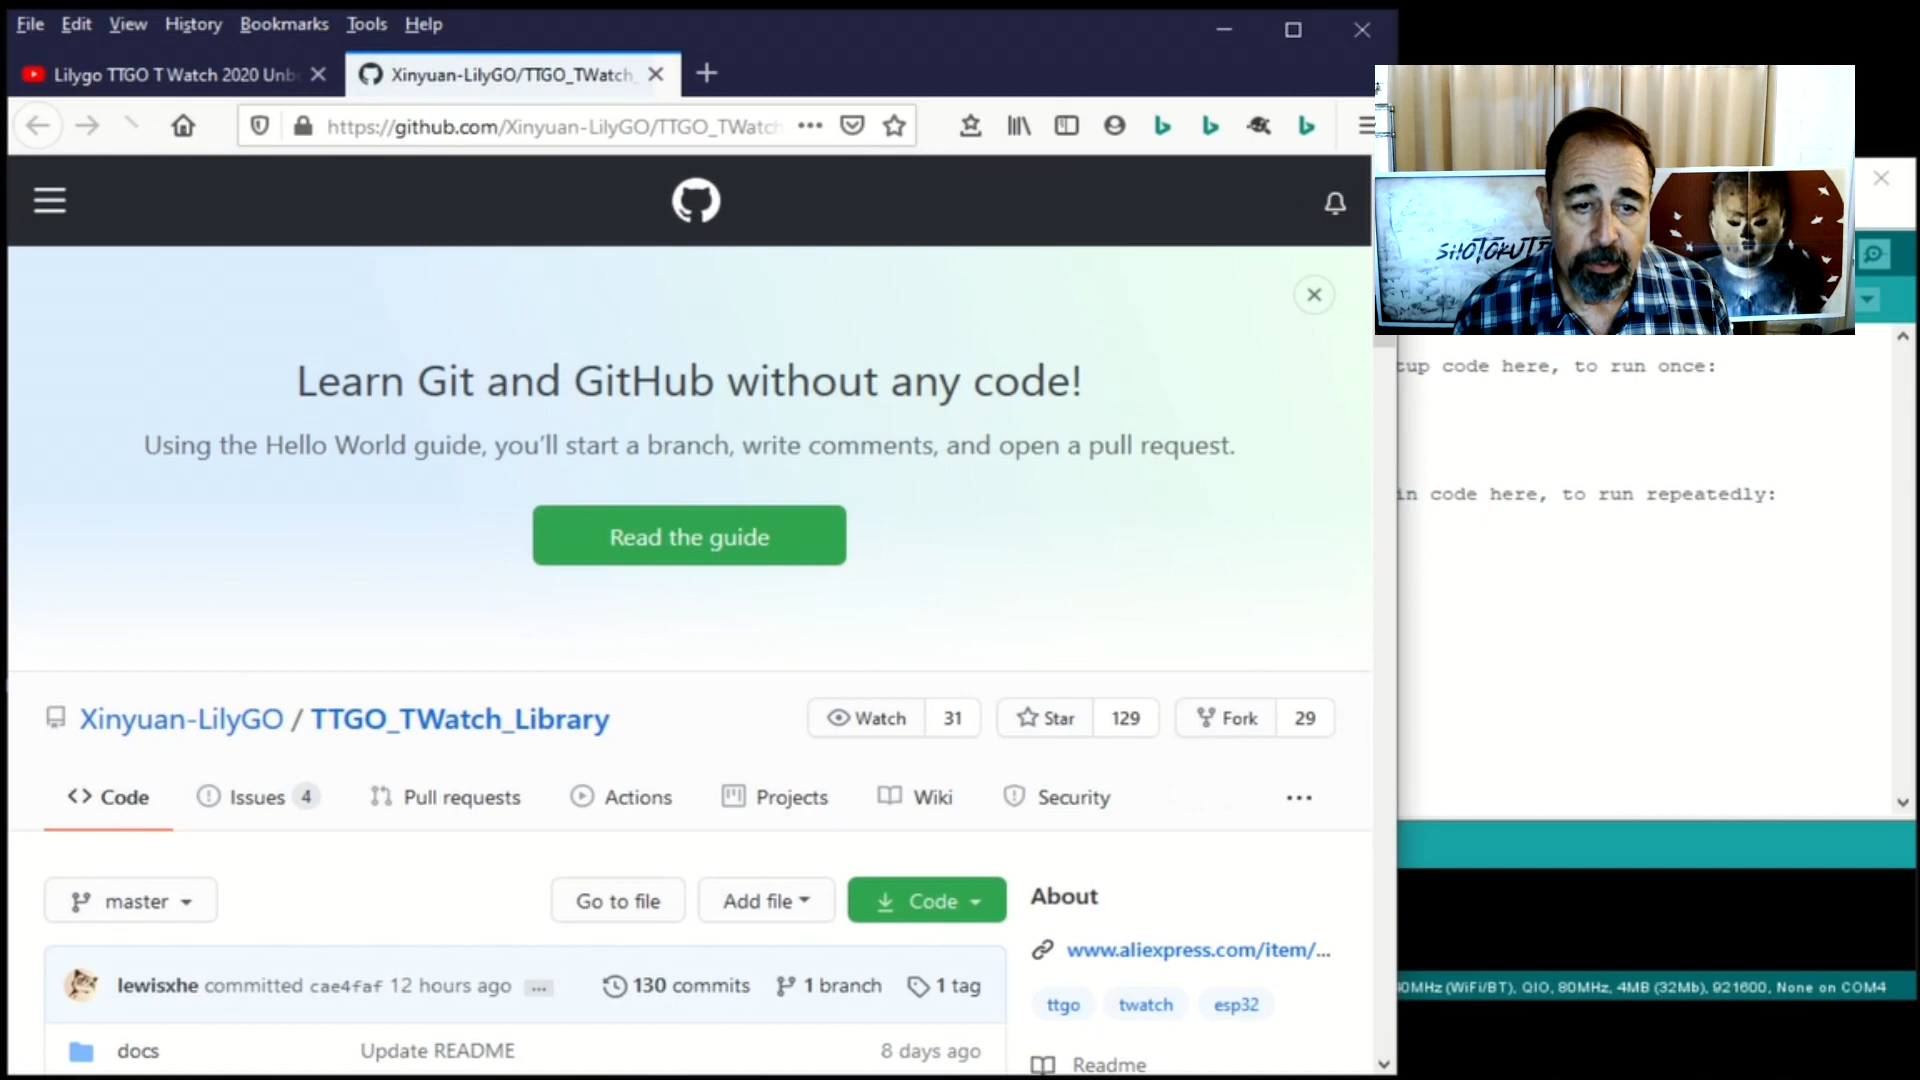 File Edit View History Bookmarks Tools Help
Lilygo TTGO T Watch 2020 Unb
Xinyuan-LilyGO/TTGO_TWatch_
https://github.com/Xinyuan-LilyGO/TTGO_TWatch
Learn Git and GitHub without any code!
Using the Hello World guide, you'll start a branch, write comments, and open a pull request.
Read the guide
Xinyuan-LilyGO / TTGO_TWatch_Library
Watch 31 Star 129 Fork 29
Code Issues 4 Pull requests Actions Projects Wiki Security ...
master Go to file Add file Code
lewisxhe committed cae4faf 12 hours ago ... 130 commits 1 branch 1 tag
docs Update README 8 days ago
About
www.aliexpress.com/item/...
ttgo twatch esp32
Readme
SHOTOKUT
tup code here, to run once:
in code here, to run repeatedly:
0MHz (WiFi/BT), QIO, 80MHz, 4MB (32Mb), 921600, None on COM4